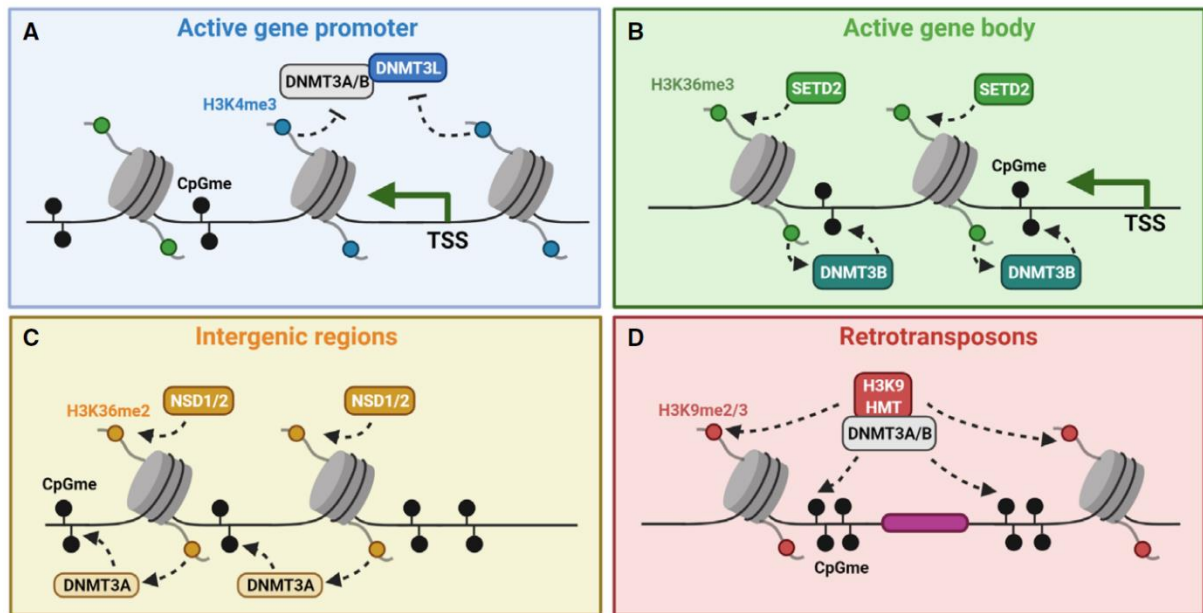 A
Active gene promoter
DNMT3A/B
DNMT3L
H3K4me3
CpGme
TSS
B
Active gene body
H3K36me3
SETD2
SETD2
CpGme
TSS
DNMT3B
DNMT3B
C
Intergenic regions
H3K36me2
NSD1/2
NSD1/2
CpGme
DNMT3A
DNMT3A
D
Retrotransposons
H3K9
HMT
H3K9me2/3
DNMT3A/B
CpGme